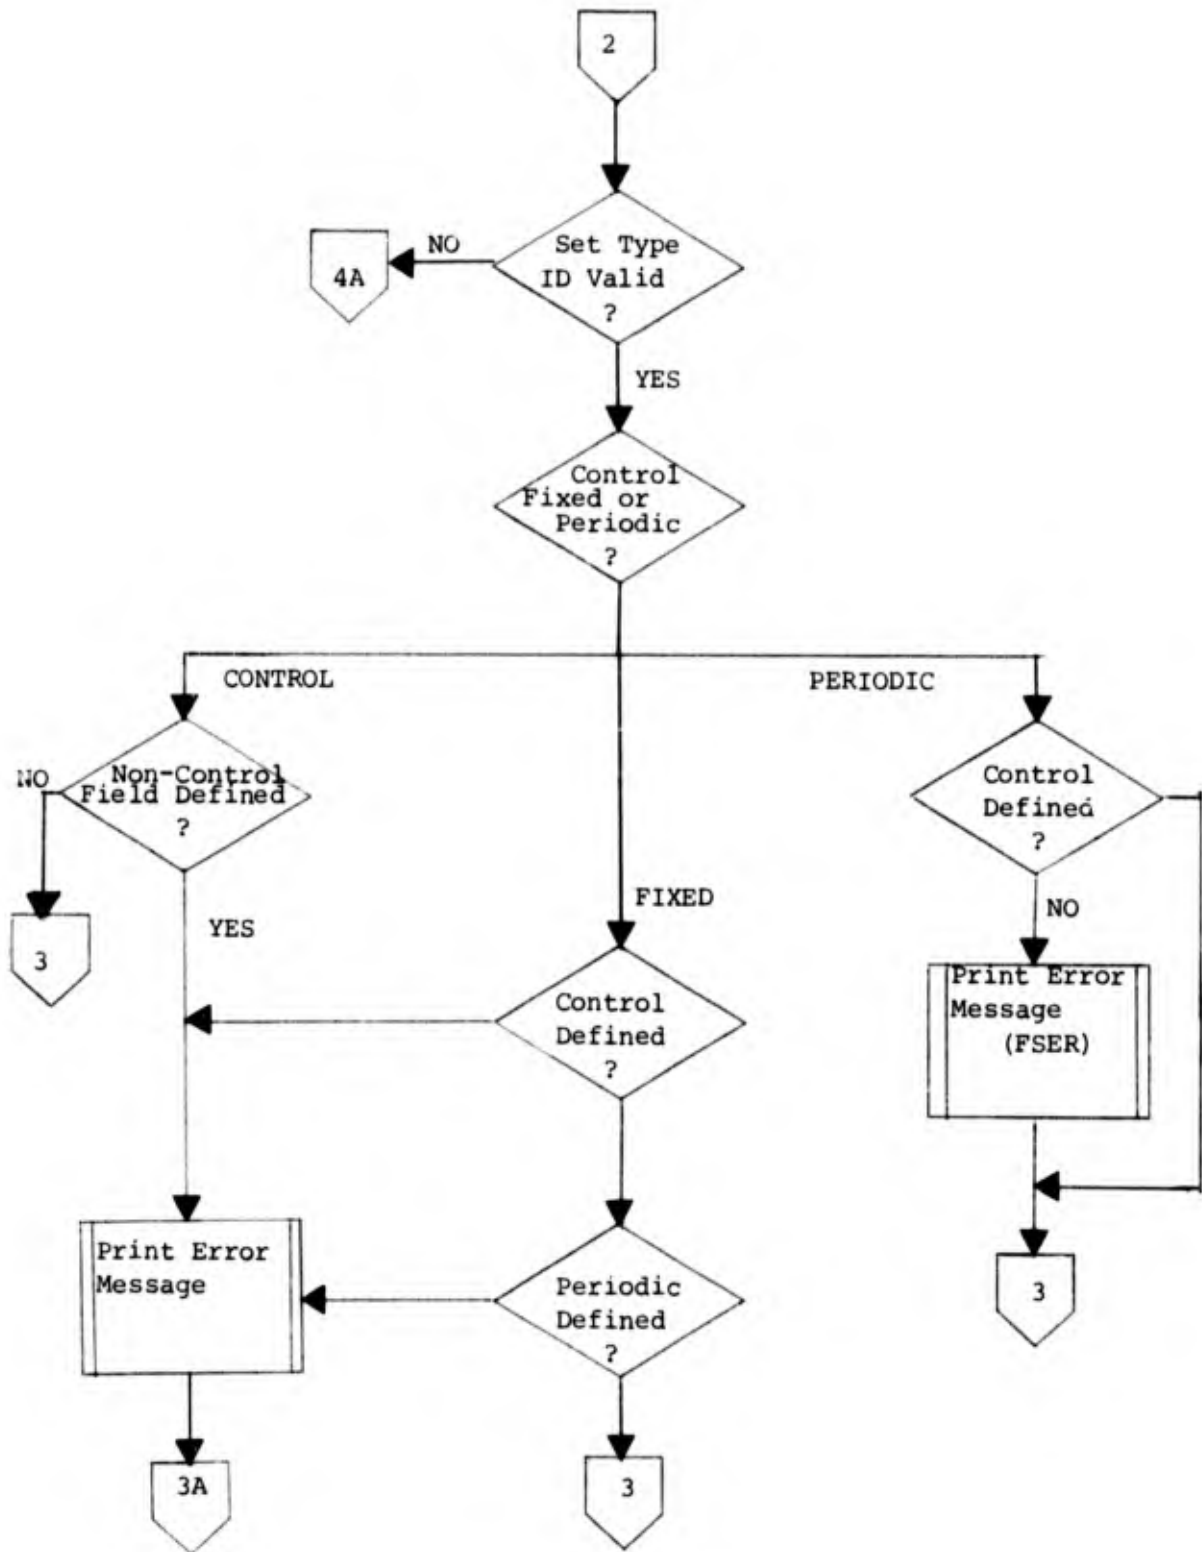 2
Set Type
ID Valid
?
NO
4A
YES
Control
Fixed or
Periodic
?
CONTROL
PERIODIC
Non-Control
Field Defined
?
NO
3
YES
FIXED
Control
Defined
?
NO
Print Error
Message
(FSER)
Control
Defined
?
Print Error
Message
Periodic
Defined
?
3
3A
3